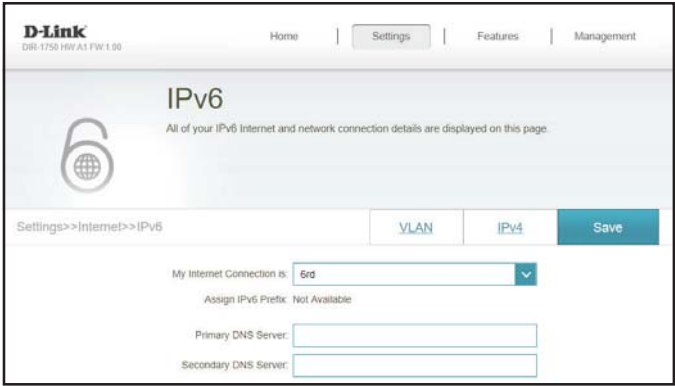 D-Link
DIR-1750 HW:A1 FW:1.00
Home | Settings | Features | Management
IPv6
All of your IPv6 Internet and network connection details are displayed on this page.
Settings>>Internet>>IPv6
VLAN
IPv4
Save
My Internet Connection is: 6rd
Assign IPv6 Prefix: Not Available
Primary DNS Server:
Secondary DNS Server: